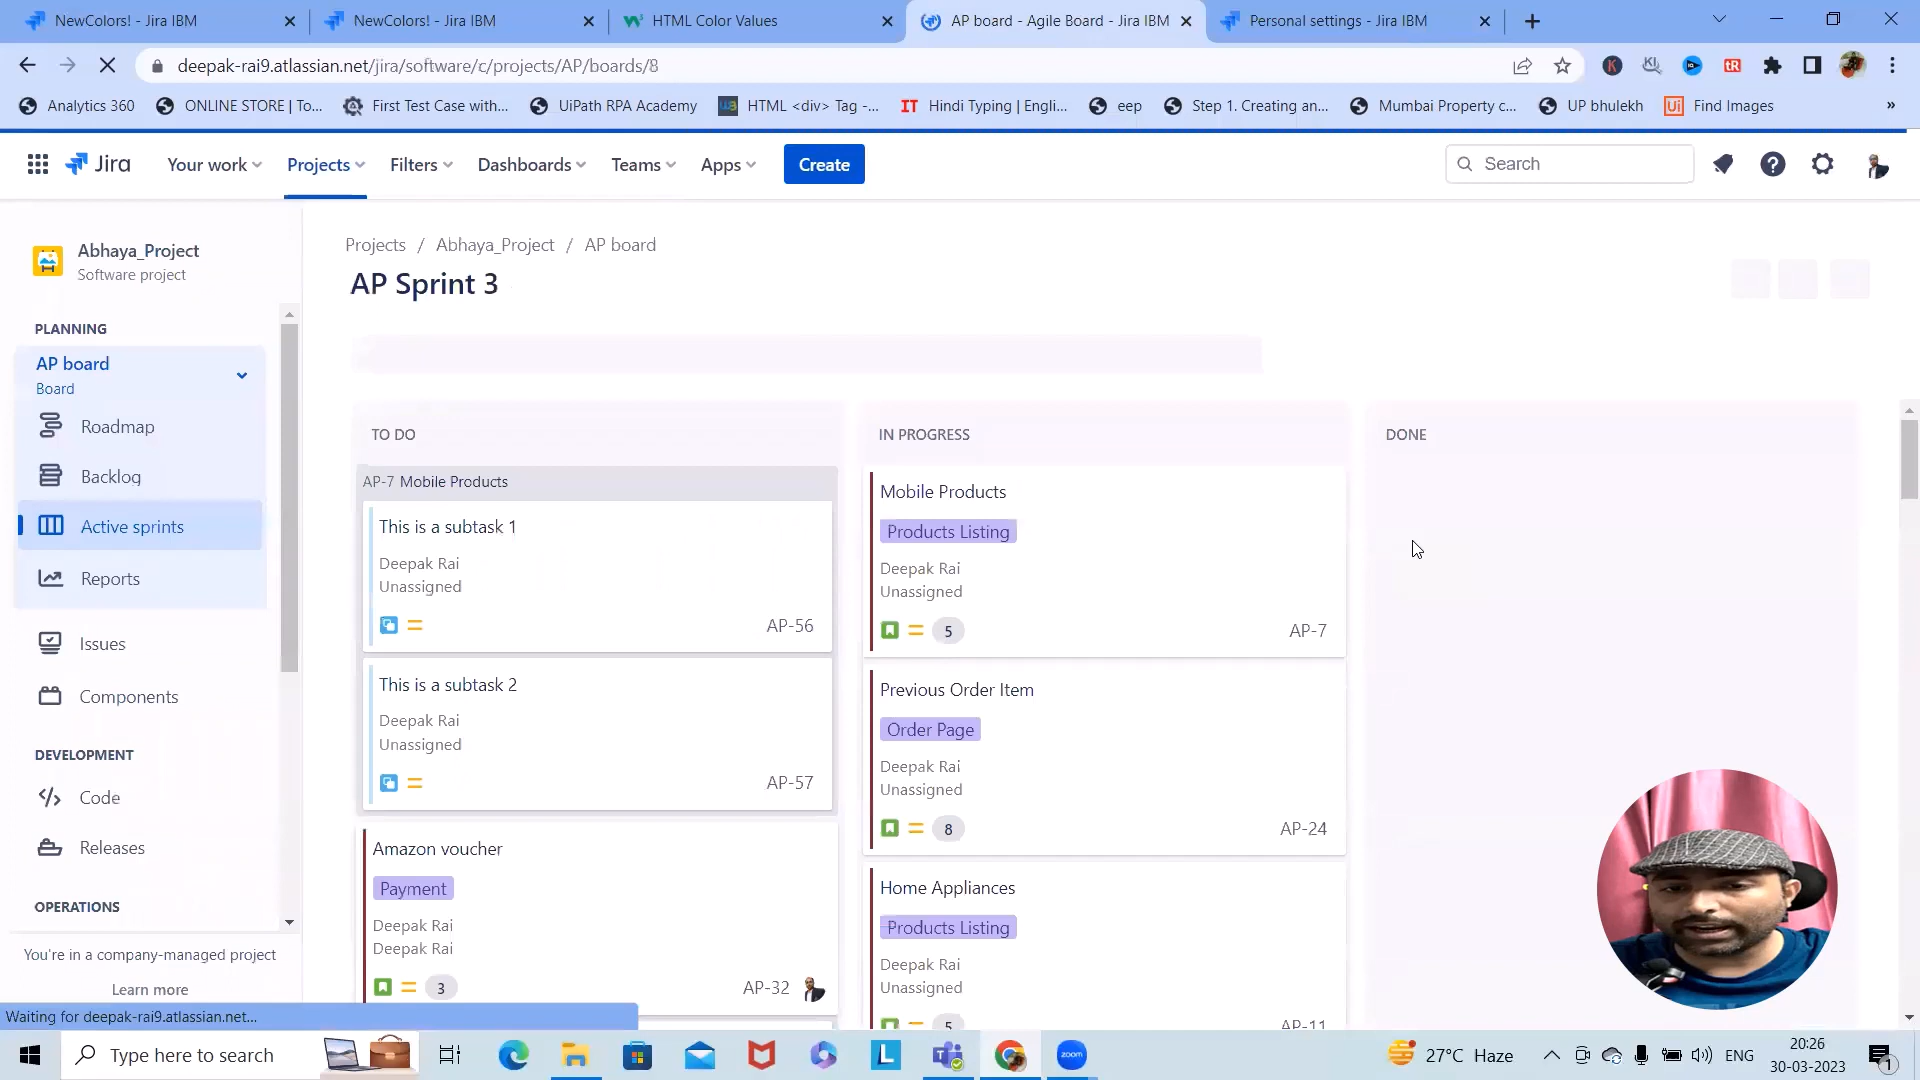 NewColors! - Jira IBM
NewColors! - Jira IBM
HTML Color Values
AP board - Agile Board - Jira IBM
Personal settings - Jira IBM
deepak-rai9.atlassian.net/jira/software/c/projects/AP/boards/8
Analytics 360
ONLINE STORE | To...
First Test Case with...
UiPath RPA Academy
HTML <div> Tag -...
Hindi Typing | Engli...
eep
Step 1. Creating an...
Mumbai Property c...
UP bhulekh
Find Images
»
Jira
Your work
Projects
Filters
Dashboards
Teams
Apps
Create
Search
Abhaya_Project
Software project
PLANNING
AP board
Board
Roadmap
Backlog
Active sprints
Reports
Issues
Components
DEVELOPMENT
Code
Releases
OPERATIONS
You're in a company-managed project
Learn more
Projects / Abhaya_Project / AP board
AP Sprint 3
TO DO
AP-7 Mobile Products
This is a subtask 1
Deepak Rai
Unassigned
AP-56
This is a subtask 2
Deepak Rai
Unassigned
AP-57
Amazon voucher
Payment
Deepak Rai
Deepak Rai
3
AP-32
IN PROGRESS
Mobile Products
Products Listing
Deepak Rai
Unassigned
5
AP-7
Previous Order Item
Order Page
Deepak Rai
Unassigned
8
AP-24
Home Appliances
Products Listing
Deepak Rai
Unassigned
5
AP-11
DONE
Waiting for deepak-rai9.atlassian.net...
Type here to search
zoom
27°C Haze
ENG
20:26
30-03-2023
1